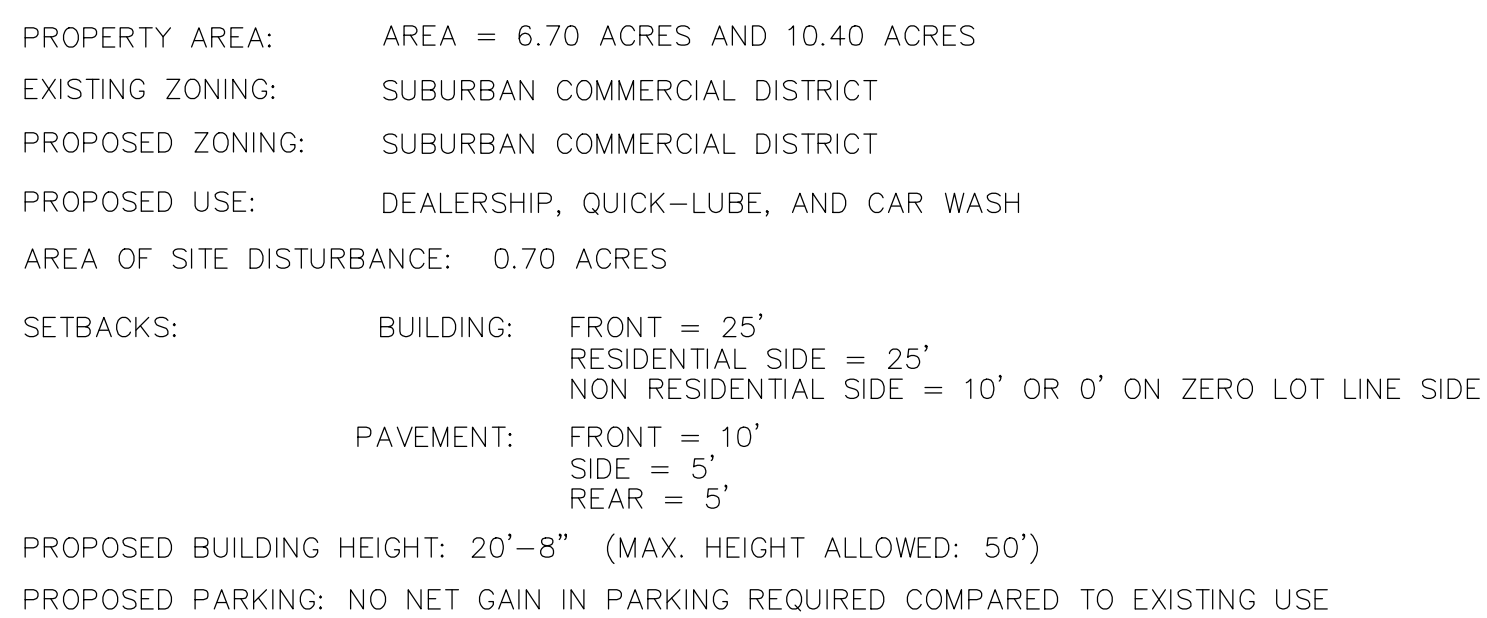 PROPERTY AREA: AREA = 6.70 ACRES AND 10.40 ACRES
EXISTING ZONING: SUBURBAN COMMERCIAL DISTRICT
PROPOSED ZONING: SUBURBAN COMMERCIAL DISTRICT
PROPOSED USE: DEALERSHIP, QUICK-LUBE, AND CAR WASH
AREA OF SITE DISTURBANCE: 0.70 ACRES
SETBACKS: BUILDING: FRONT = 25'
RESIDENTIAL SIDE = 25'
NON RESIDENTIAL SIDE = 10' OR 0' ON ZERO LOT LINE SIDE
PAVEMENT: FRONT = 10'
SIDE = 5'
REAR = 5'
PROPOSED BUILDING HEIGHT: 20'-8" (MAX. HEIGHT ALLOWED: 50')
PROPOSED PARKING: NO NET GAIN IN PARKING REQUIRED COMPARED TO EXISTING USE